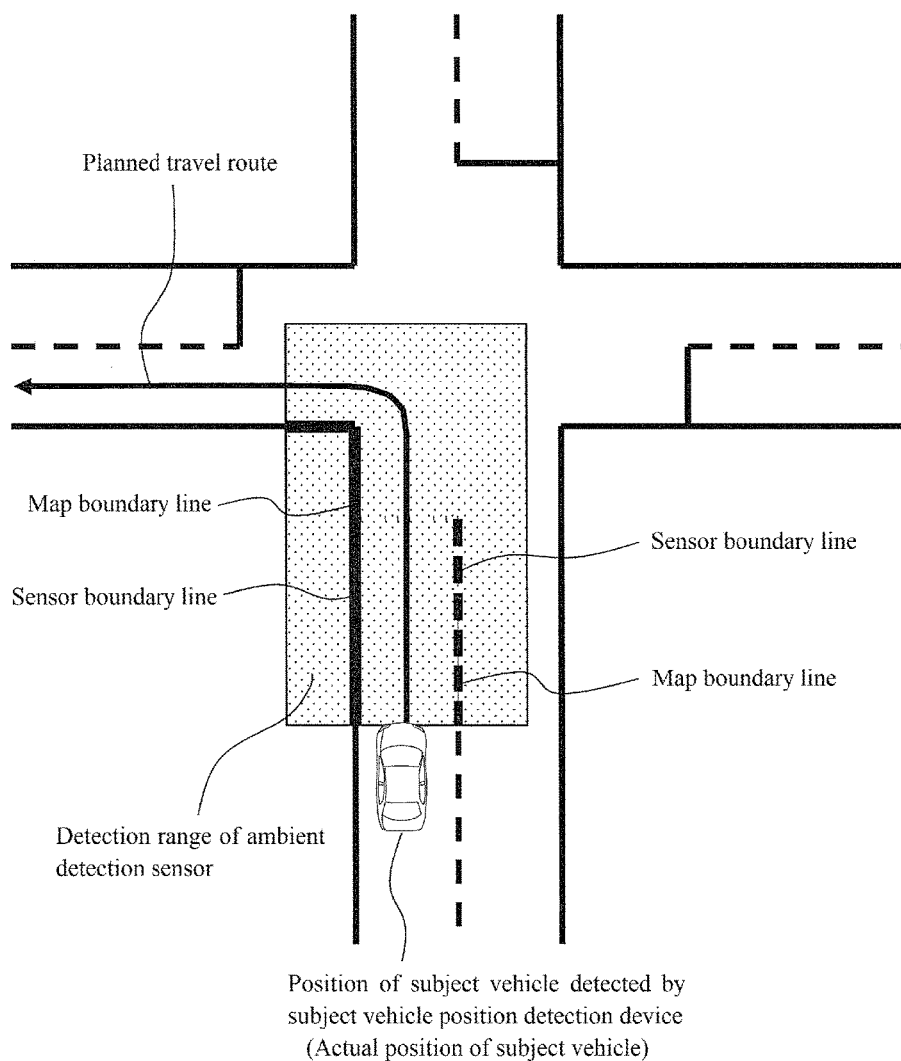 Planned travel route
Map boundary line
Sensor boundary line
Sensor boundary line
Map boundary line
Detection range of ambient
detection sensor
Position of subject vehicle detected by
subject vehicle position detection device
(Actual position of subject vehicle)